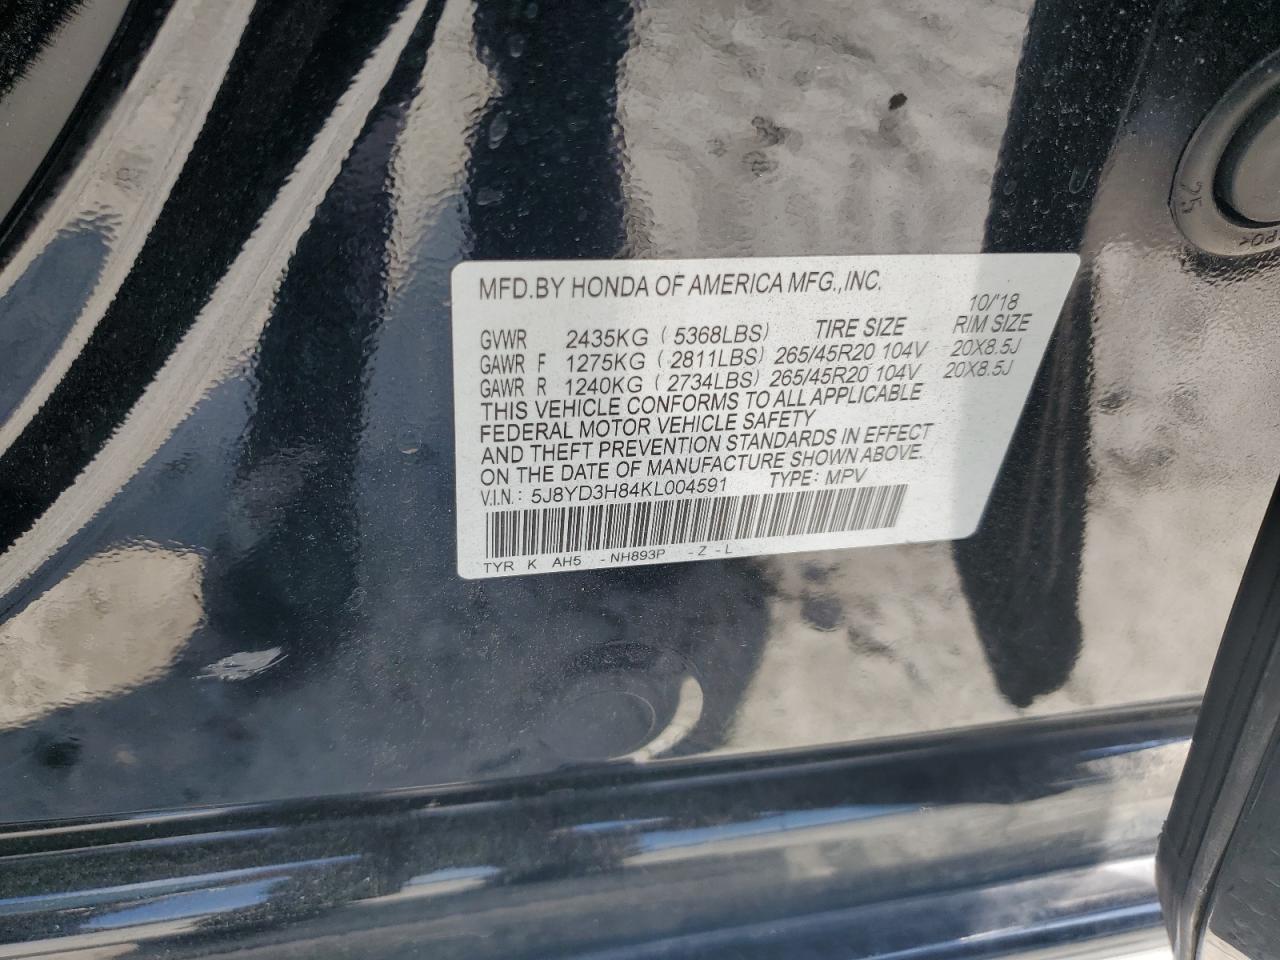 MFD.BY HONDA OF AMERICA MFG.,INC.
10/'18
GVWR 2435KG ( 5368LBS) TIRE SIZE RIM SIZE
GAWR F 1275KG ( 2811LBS) 265/45R20 104V 20X8.5J
GAWR R 1240KG ( 2734LBS) 265/45R20 104V 20X8.5J
THIS VEHICLE CONFORMS TO ALL APPLICABLE
FEDERAL MOTOR VEHICLE SAFETY
AND THEFT PREVENTION STANDARDS IN EFFECT
ON THE DATE OF MANUFACTURE SHOWN ABOVE.
V.I.N.: 5J8YD3H84KL004591 TYPE: MPV
TYR K AH5 - NH893P - Z - L
25